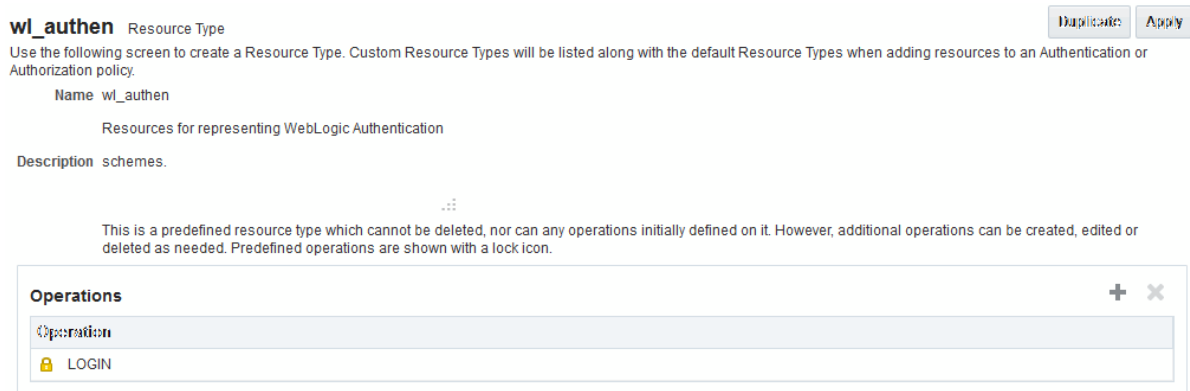 wl_authen Resource Type Duplicate Apply
Use the following screen to create a Resource Type. Custom Resource Types will be listed along with the default Resource Types when adding resources to an Authentication or
Authorization policy.
Name wl_authen
Resources for representing WebLogic Authentication
Description schemes.
This is a predefined resource type which cannot be deleted, nor can any operations initially defined on it. However, additional operations can be created, edited or
deleted as needed. Predefined operations are shown with a lock icon.
Operations
Operation
LOGIN